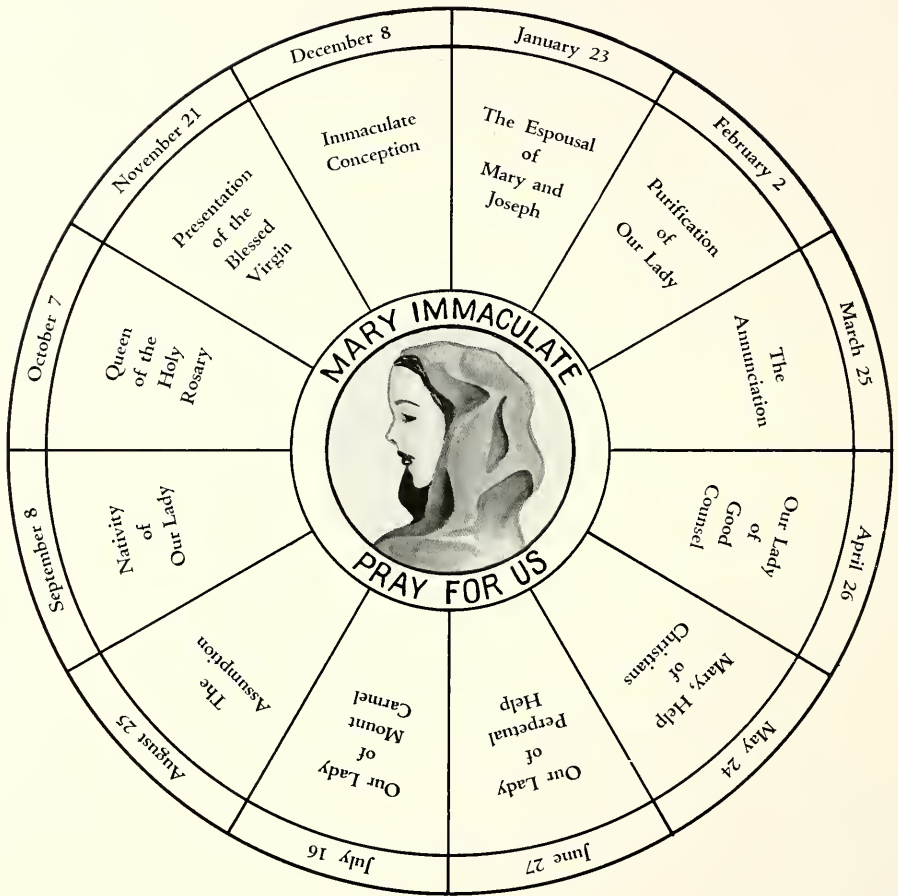 January 23
The Espousal
of
Mary and
Joseph
February 2
Purification
of
Our Lady
March 25
The
Annunciation
April 26
Our Lady
of
Good
Counsel
May 24
Mary, Help
of
Christians
June 27
Our Lady
of
Perpetual
Help
July 16
Our Lady
of
Mount
Carmel
August 25
The
Assumption
September 8
Nativity
of
Our Lady
October 7
Queen
of the
Holy
Rosary
November 21
Presentation
of the
Blessed
Virgin
December 8
Immaculate
Conception
MARY IMMACULATE
PRAY FOR US